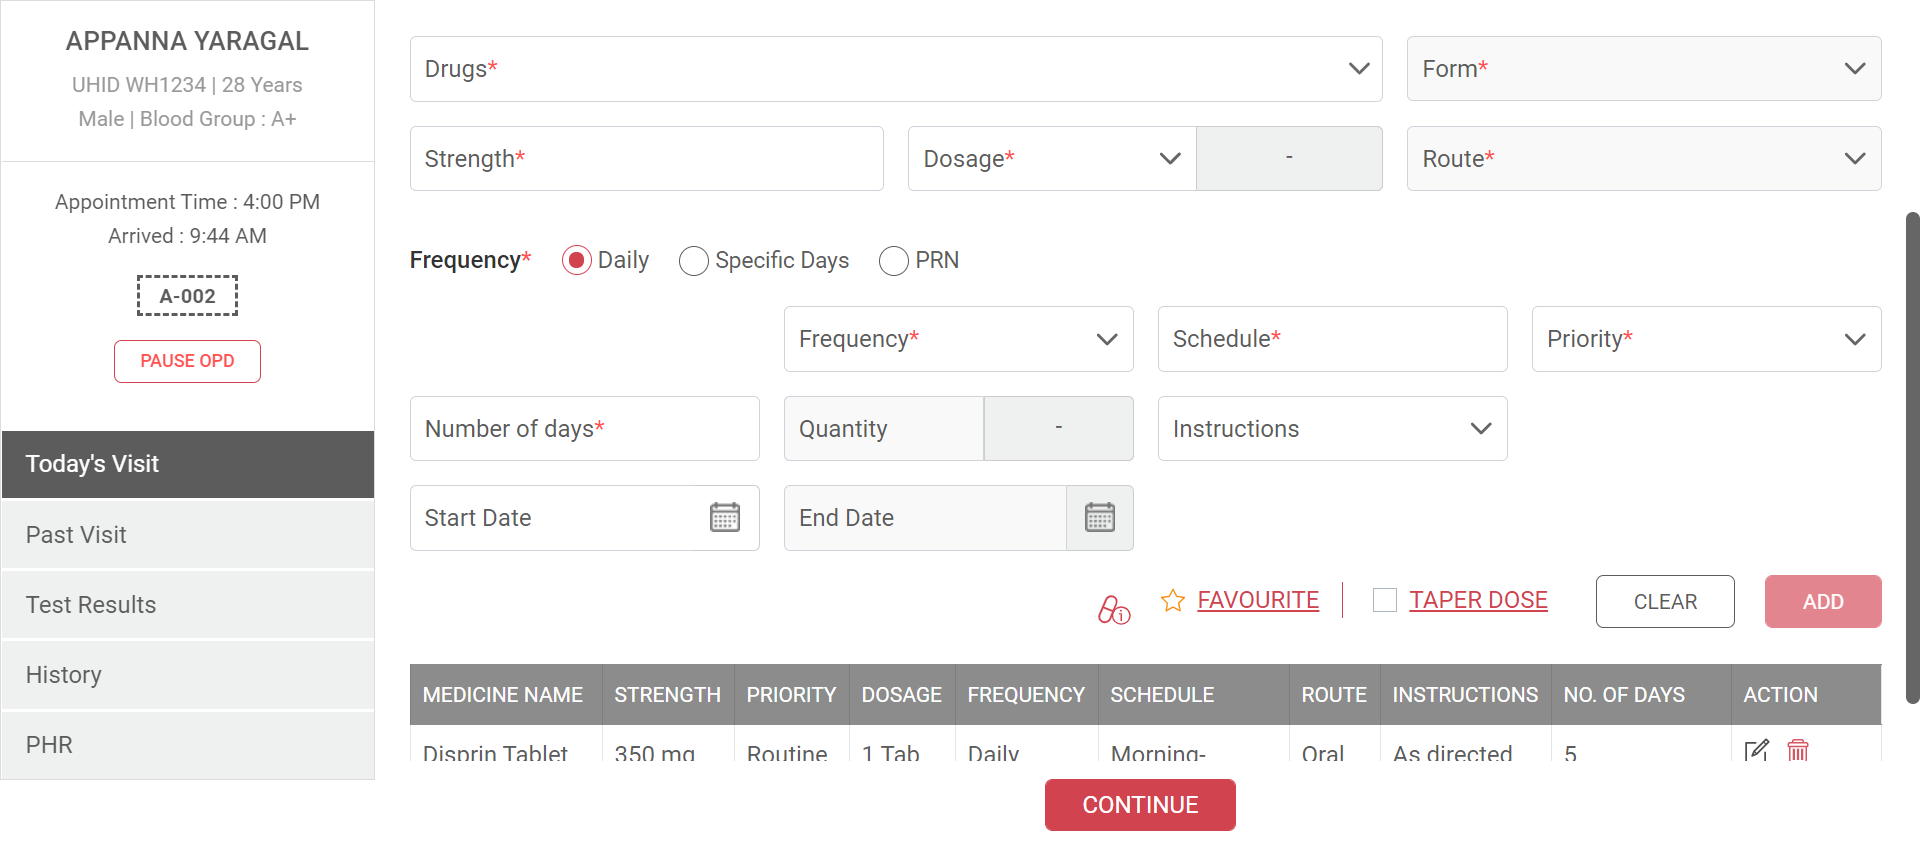 APPANNA YARAGAL
UHID WH1234 | 28 Years
Male | Blood Group : A+
Appointment Time : 4:00 PM
Arrived : 9:44 AM
A-002
PAUSE OPD
Today's Visit
Past Visit
Test Results
History
PHR
Drugs*
Form*
Strength*
Dosage*
-
Route*
Frequency*
Daily
Specific Days
PRN
Frequency*
Schedule*
Priority*
Number of days*
Quantity
-
Instructions
Start Date
End Date
FAVOURITE
TAPER DOSE
CLEAR
ADD
MEDICINE NAME STRENGTH PRIORITY DOSAGE FREQUENCY SCHEDULE ROUTE INSTRUCTIONS NO. OF DAYS ACTION
Disprin Tablet 350 mg Routine 1 Tab Daily Morning- Oral As directed 5
CONTINUE